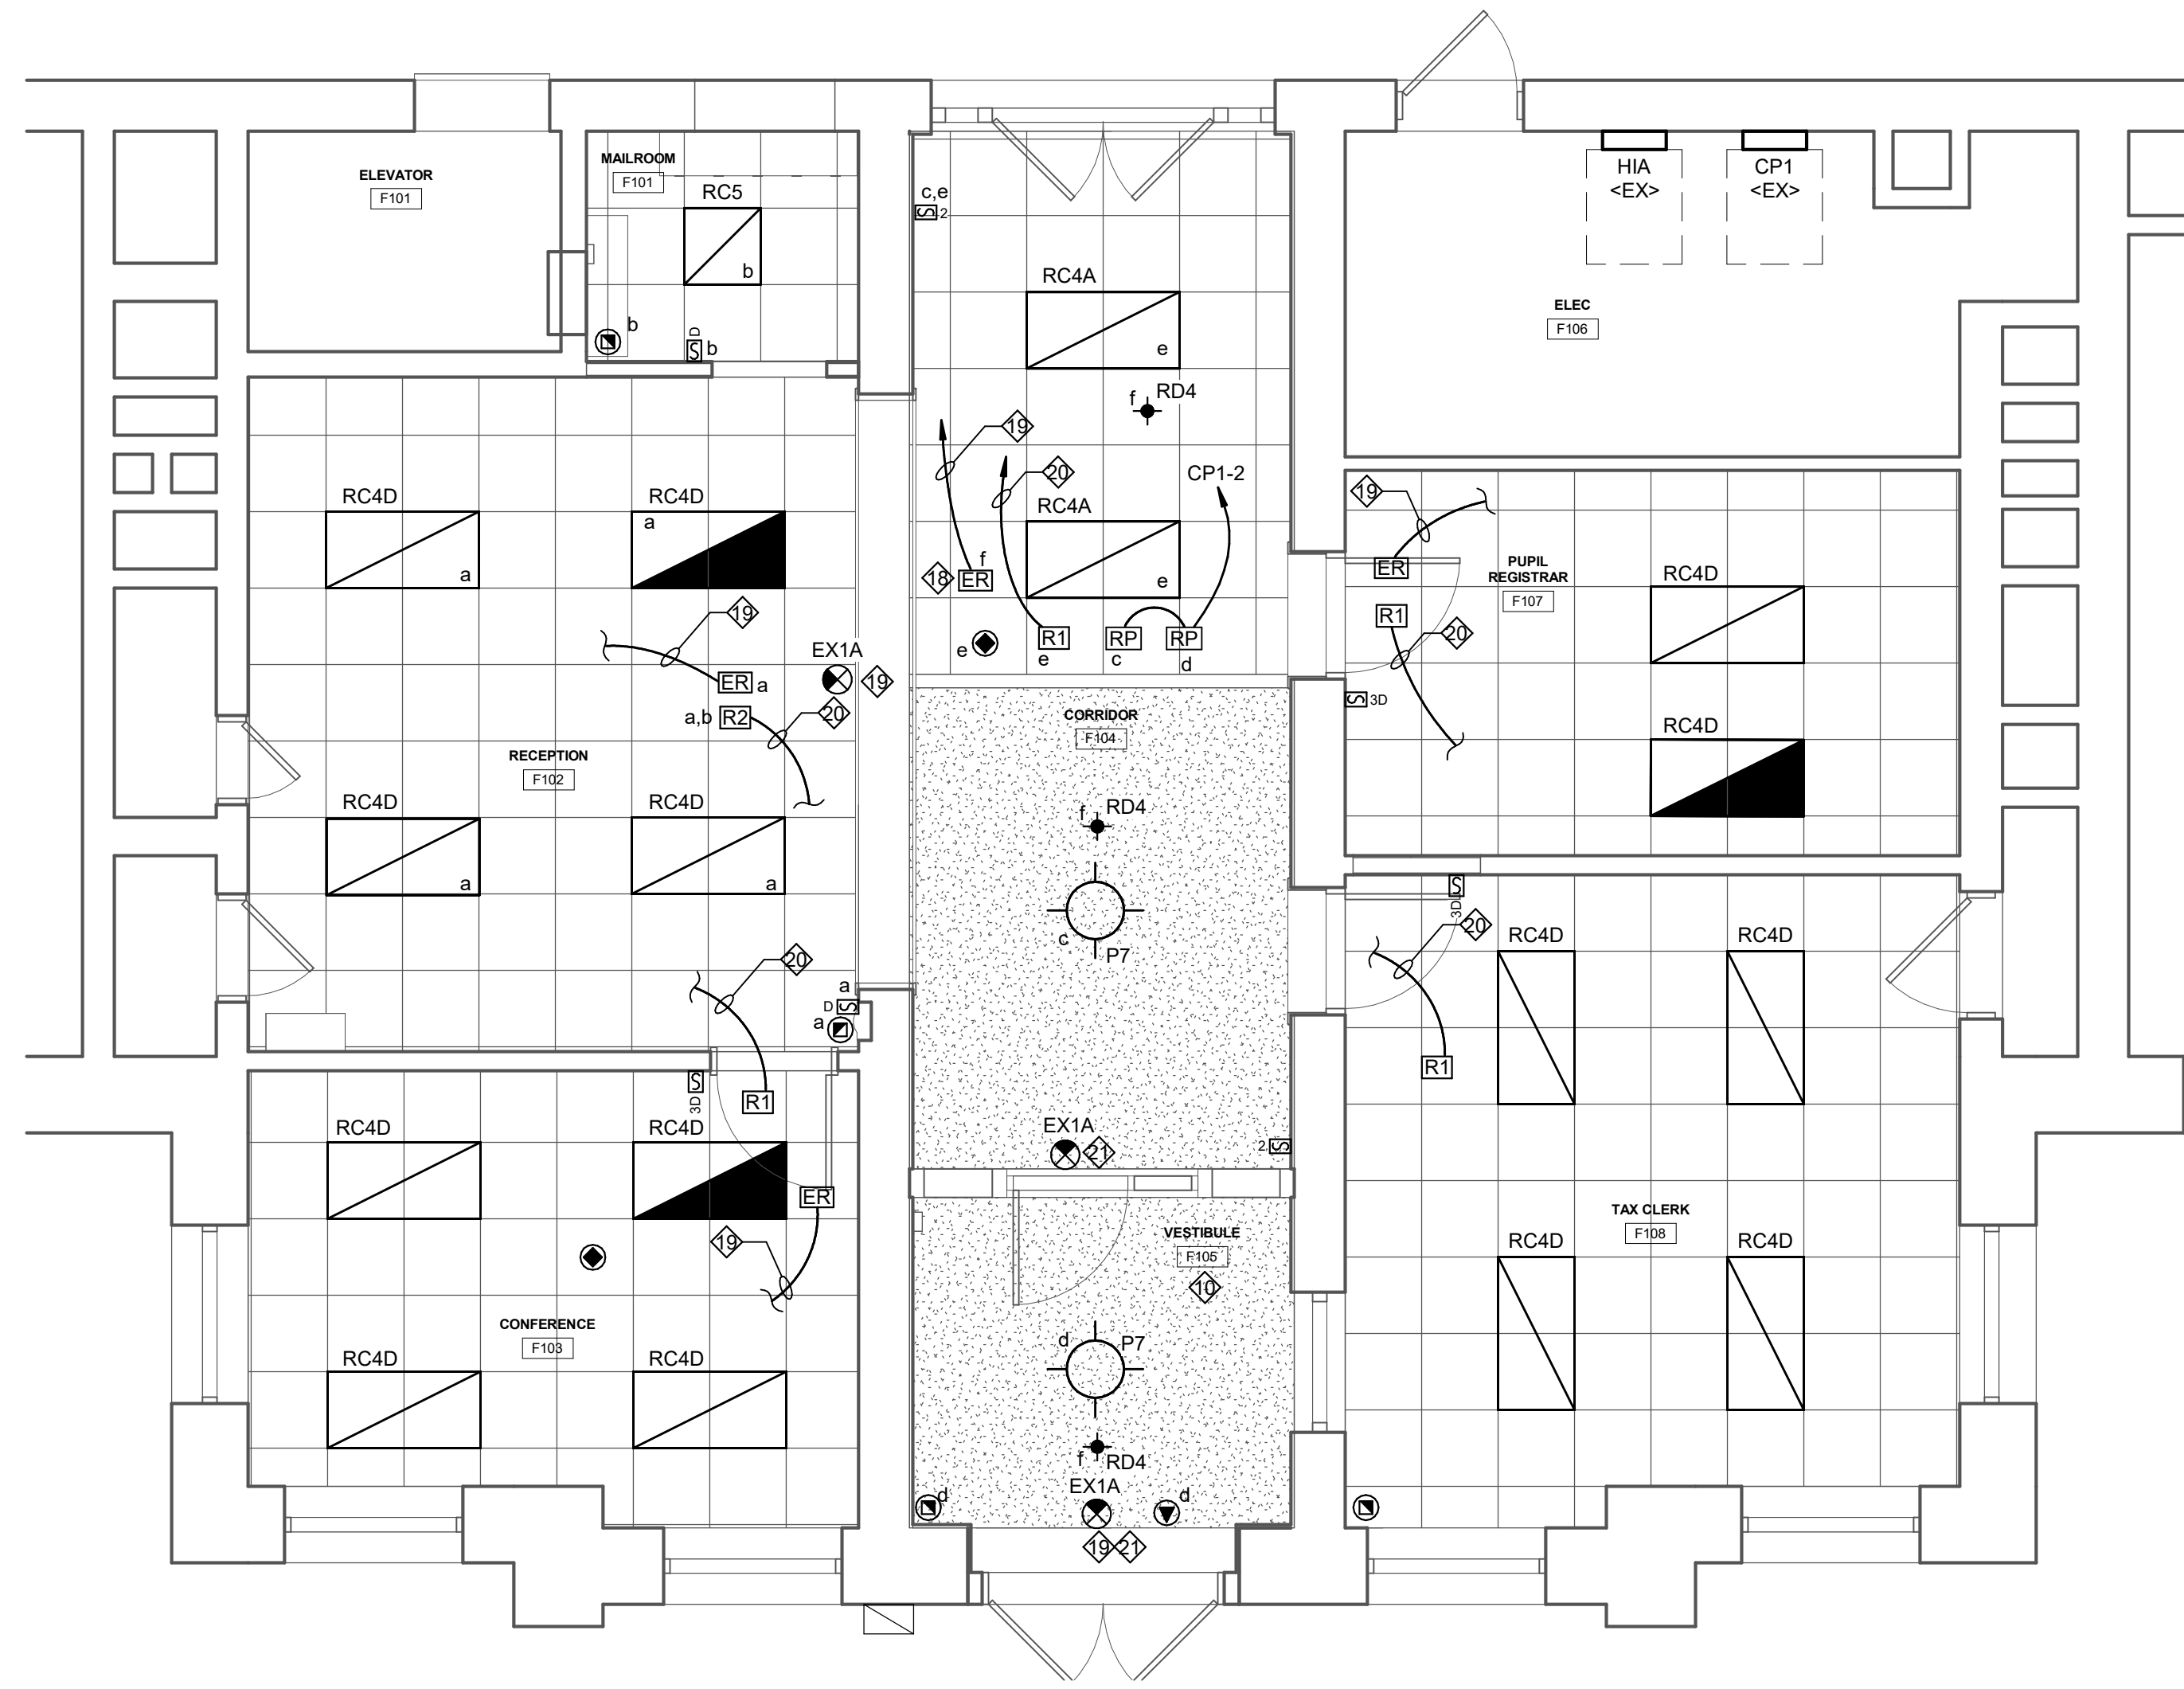 ELEVATOR
F101
MAILROOM
F101
RC5
b
b
D
S
b
c,e
S
2
RC4A
e
RD4
f
19
20
CP1-2
RC4A
e
f
18
ER
e
R1
e
RP
c
RP
d
HIA
<EX>
CP1
<EX>
ELEC
F106
RC4D
a
RC4D
a
19
EX1A
19
ER
a
a,b
R2
20
RECEPTION
F102
RC4D
a
RC4D
a
20
a
D
S
a
19
ER
PUPIL
REGISTRAR
F107
R1
20
RC4D
S
3D
RC4D
CORRIDOR
F104
f
RD4
c
P7
EX1A
21
2
S
S
3D
R1
RC4D
RC4D
ER
19
CONFERENCE
F103
RC4D
RC4D
VESTIBULE
F105
10
d
P7
f
RD4
EX1A
d
d
19
21
S
3D
20
R1
RC4D
RC4D
TAX CLERK
F108
RC4D
RC4D